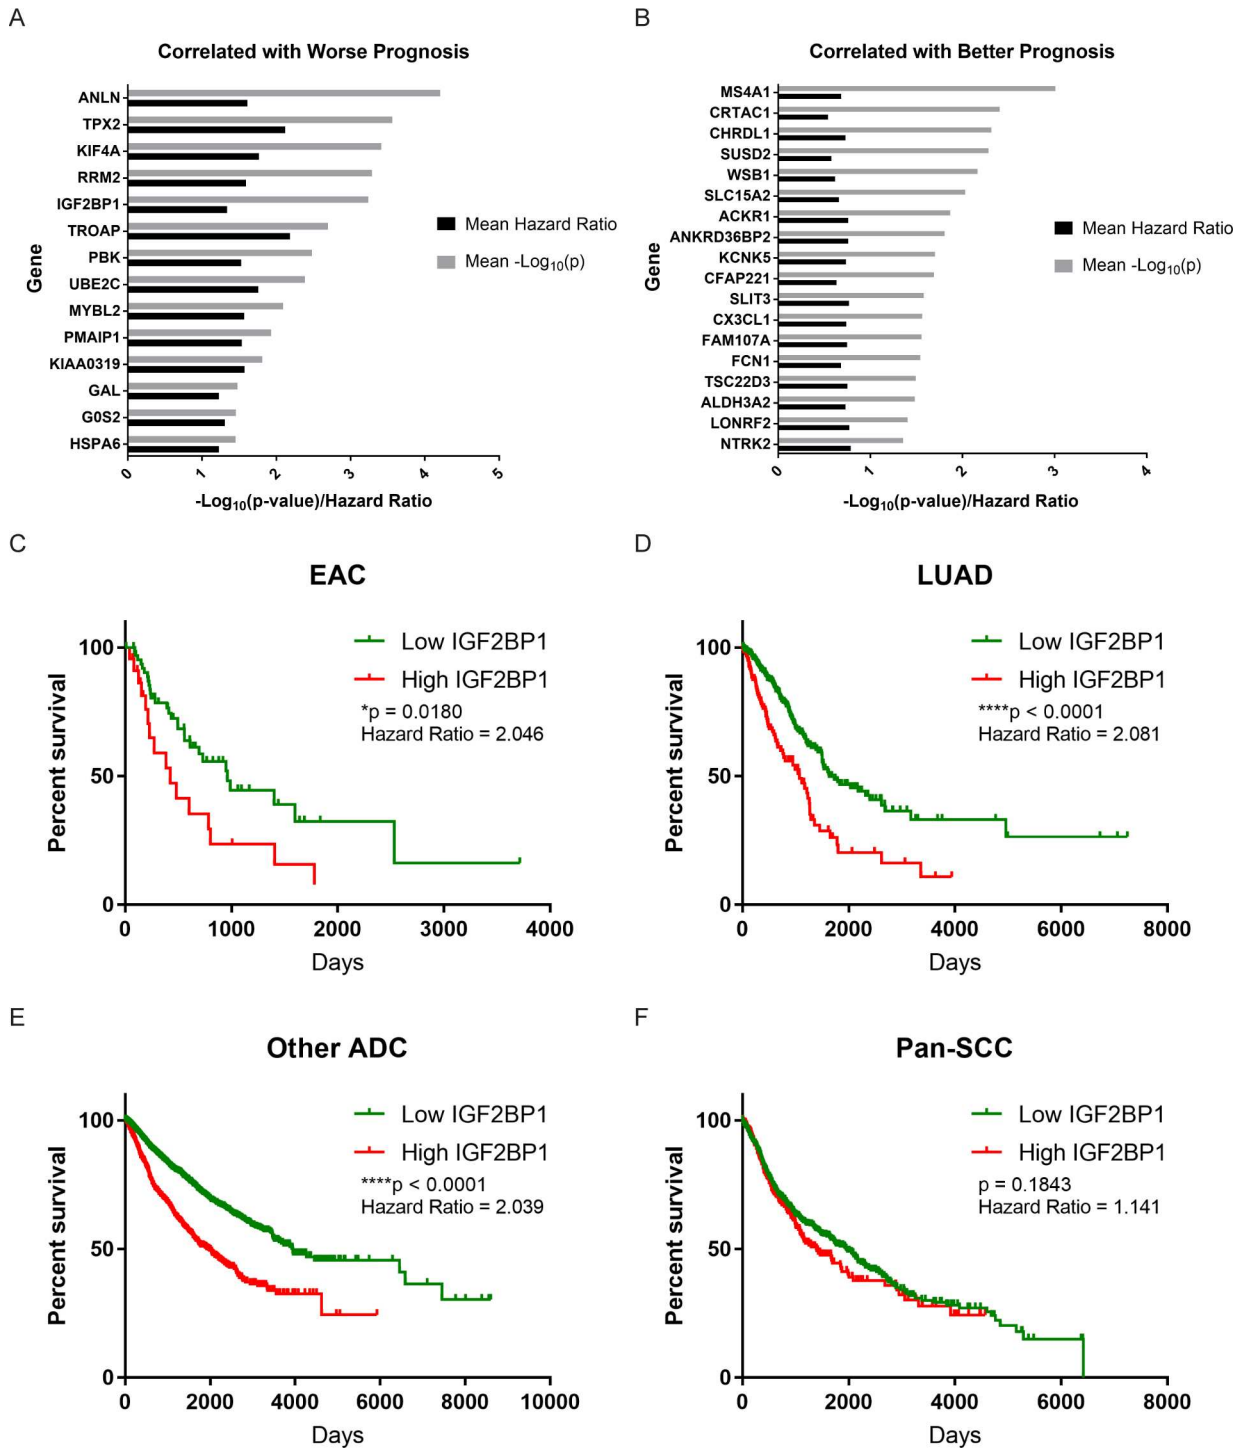 A
Correlated with Worse Prognosis
ANLN
TPX2
KIF4A
RRM2
IGF2BP1
TROAP
PBK
UBE2C
MYBL2
PMAIP1
KIAA0319
GAL
G0S2
HSPA6
Gene
Mean Hazard Ratio
Mean -Log₁₀(p)
0 1 2 3 4 5
-Log₁₀(p-value)/Hazard Ratio
B
Correlated with Better Prognosis
MS4A1
CRTAC1
CHRDL1
SUSD2
WSB1
SLC15A2
ACKR1
ANKRD36BP2
KCNK5
CFAP221
SLIT3
CX3CL1
FAM107A
FCN1
TSC22D3
ALDH3A2
LONRF2
NTRK2
Gene
Mean Hazard Ratio
Mean -Log₁₀(p)
0 1 2 3 4
-Log₁₀(p-value)/Hazard Ratio
C
EAC
Low IGF2BP1
High IGF2BP1
*p = 0.0180
Hazard Ratio = 2.046
Percent survival
100
50
0
0 1000 2000 3000 4000
Days
D
LUAD
Low IGF2BP1
High IGF2BP1
****p < 0.0001
Hazard Ratio = 2.081
Percent survival
100
50
0
0 2000 4000 6000 8000
Days
E
Other ADC
Low IGF2BP1
High IGF2BP1
****p < 0.0001
Hazard Ratio = 2.039
Percent survival
100
50
0
0 2000 4000 6000 8000 10000
Days
F
Pan-SCC
Low IGF2BP1
High IGF2BP1
p = 0.1843
Hazard Ratio = 1.141
Percent survival
100
50
0
0 2000 4000 6000 8000
Days